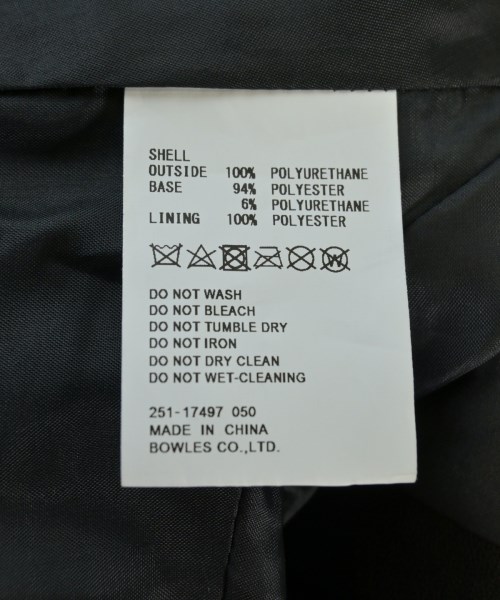 SHELL
OUTSIDE 100% POLYURETHANE
BASE 94% POLYESTER
6% POLYURETHANE
LINING 100% POLYESTER
W
DO NOT WASH
DO NOT BLEACH
DO NOT TUMBLE DRY
DO NOT IRON
DO NOT DRY CLEAN
DO NOT WET-CLEANING
251-17497 050
MADE IN CHINA
BOWLES CO.,LTD.